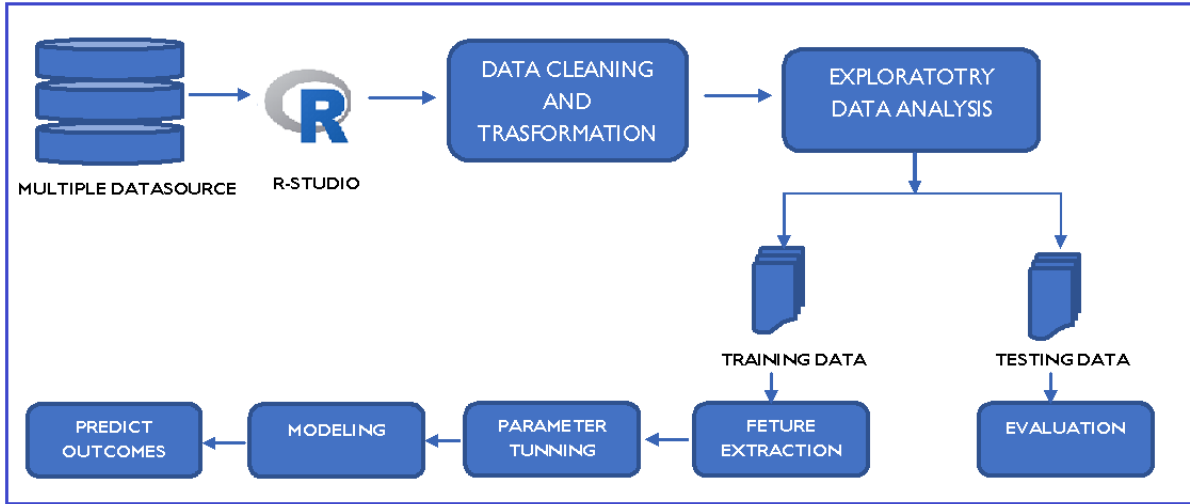 MULTIPLE DATASOURCE
R
R-STUDIO
DATA CLEANING
AND
TRASFORMATION
EXPLORATOTRY
DATA ANALYSIS
TRAINING DATA
TESTING DATA
PREDICT
OUTCOMES
MODELING
PARAMETER
TUNNING
FETURE
EXTRACTION
EVALUATION